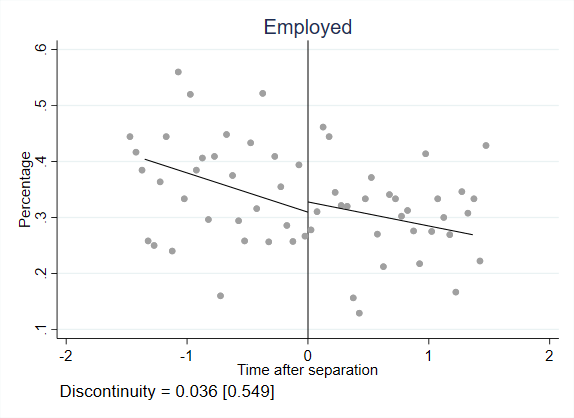 Employed
Percentage
.6
.5
.4
.3
.2
.1
-2 -1 0 1 2
Time after separation
Discontinuity = 0.036 [0.549]